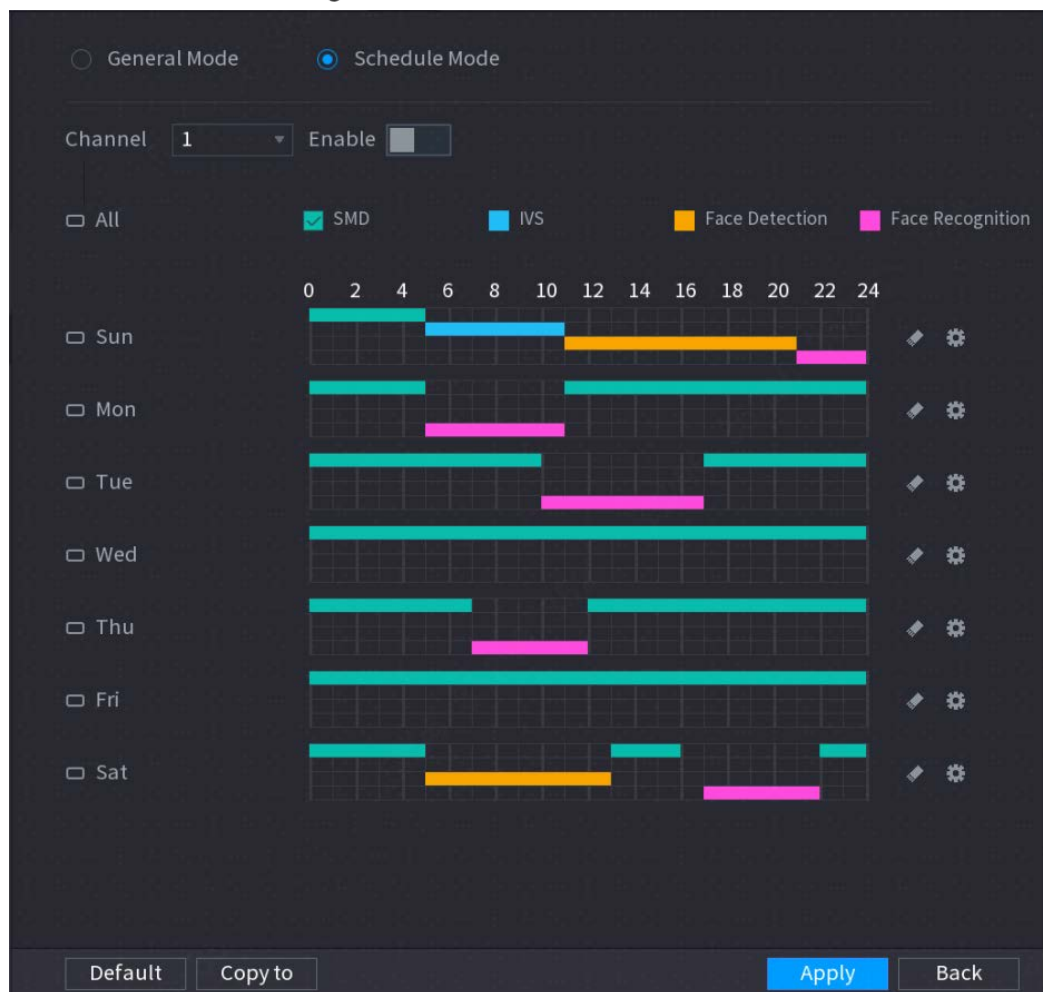 General Mode Schedule Mode
Channel 1 Enable
All SMD IVS Face Detection Face Recognition
0 2 4 6 8 10 12 14 16 18 20 22 24
Sun
Mon
Tue
Wed
Thu
Fri
Sat
Default Copy to Apply Back